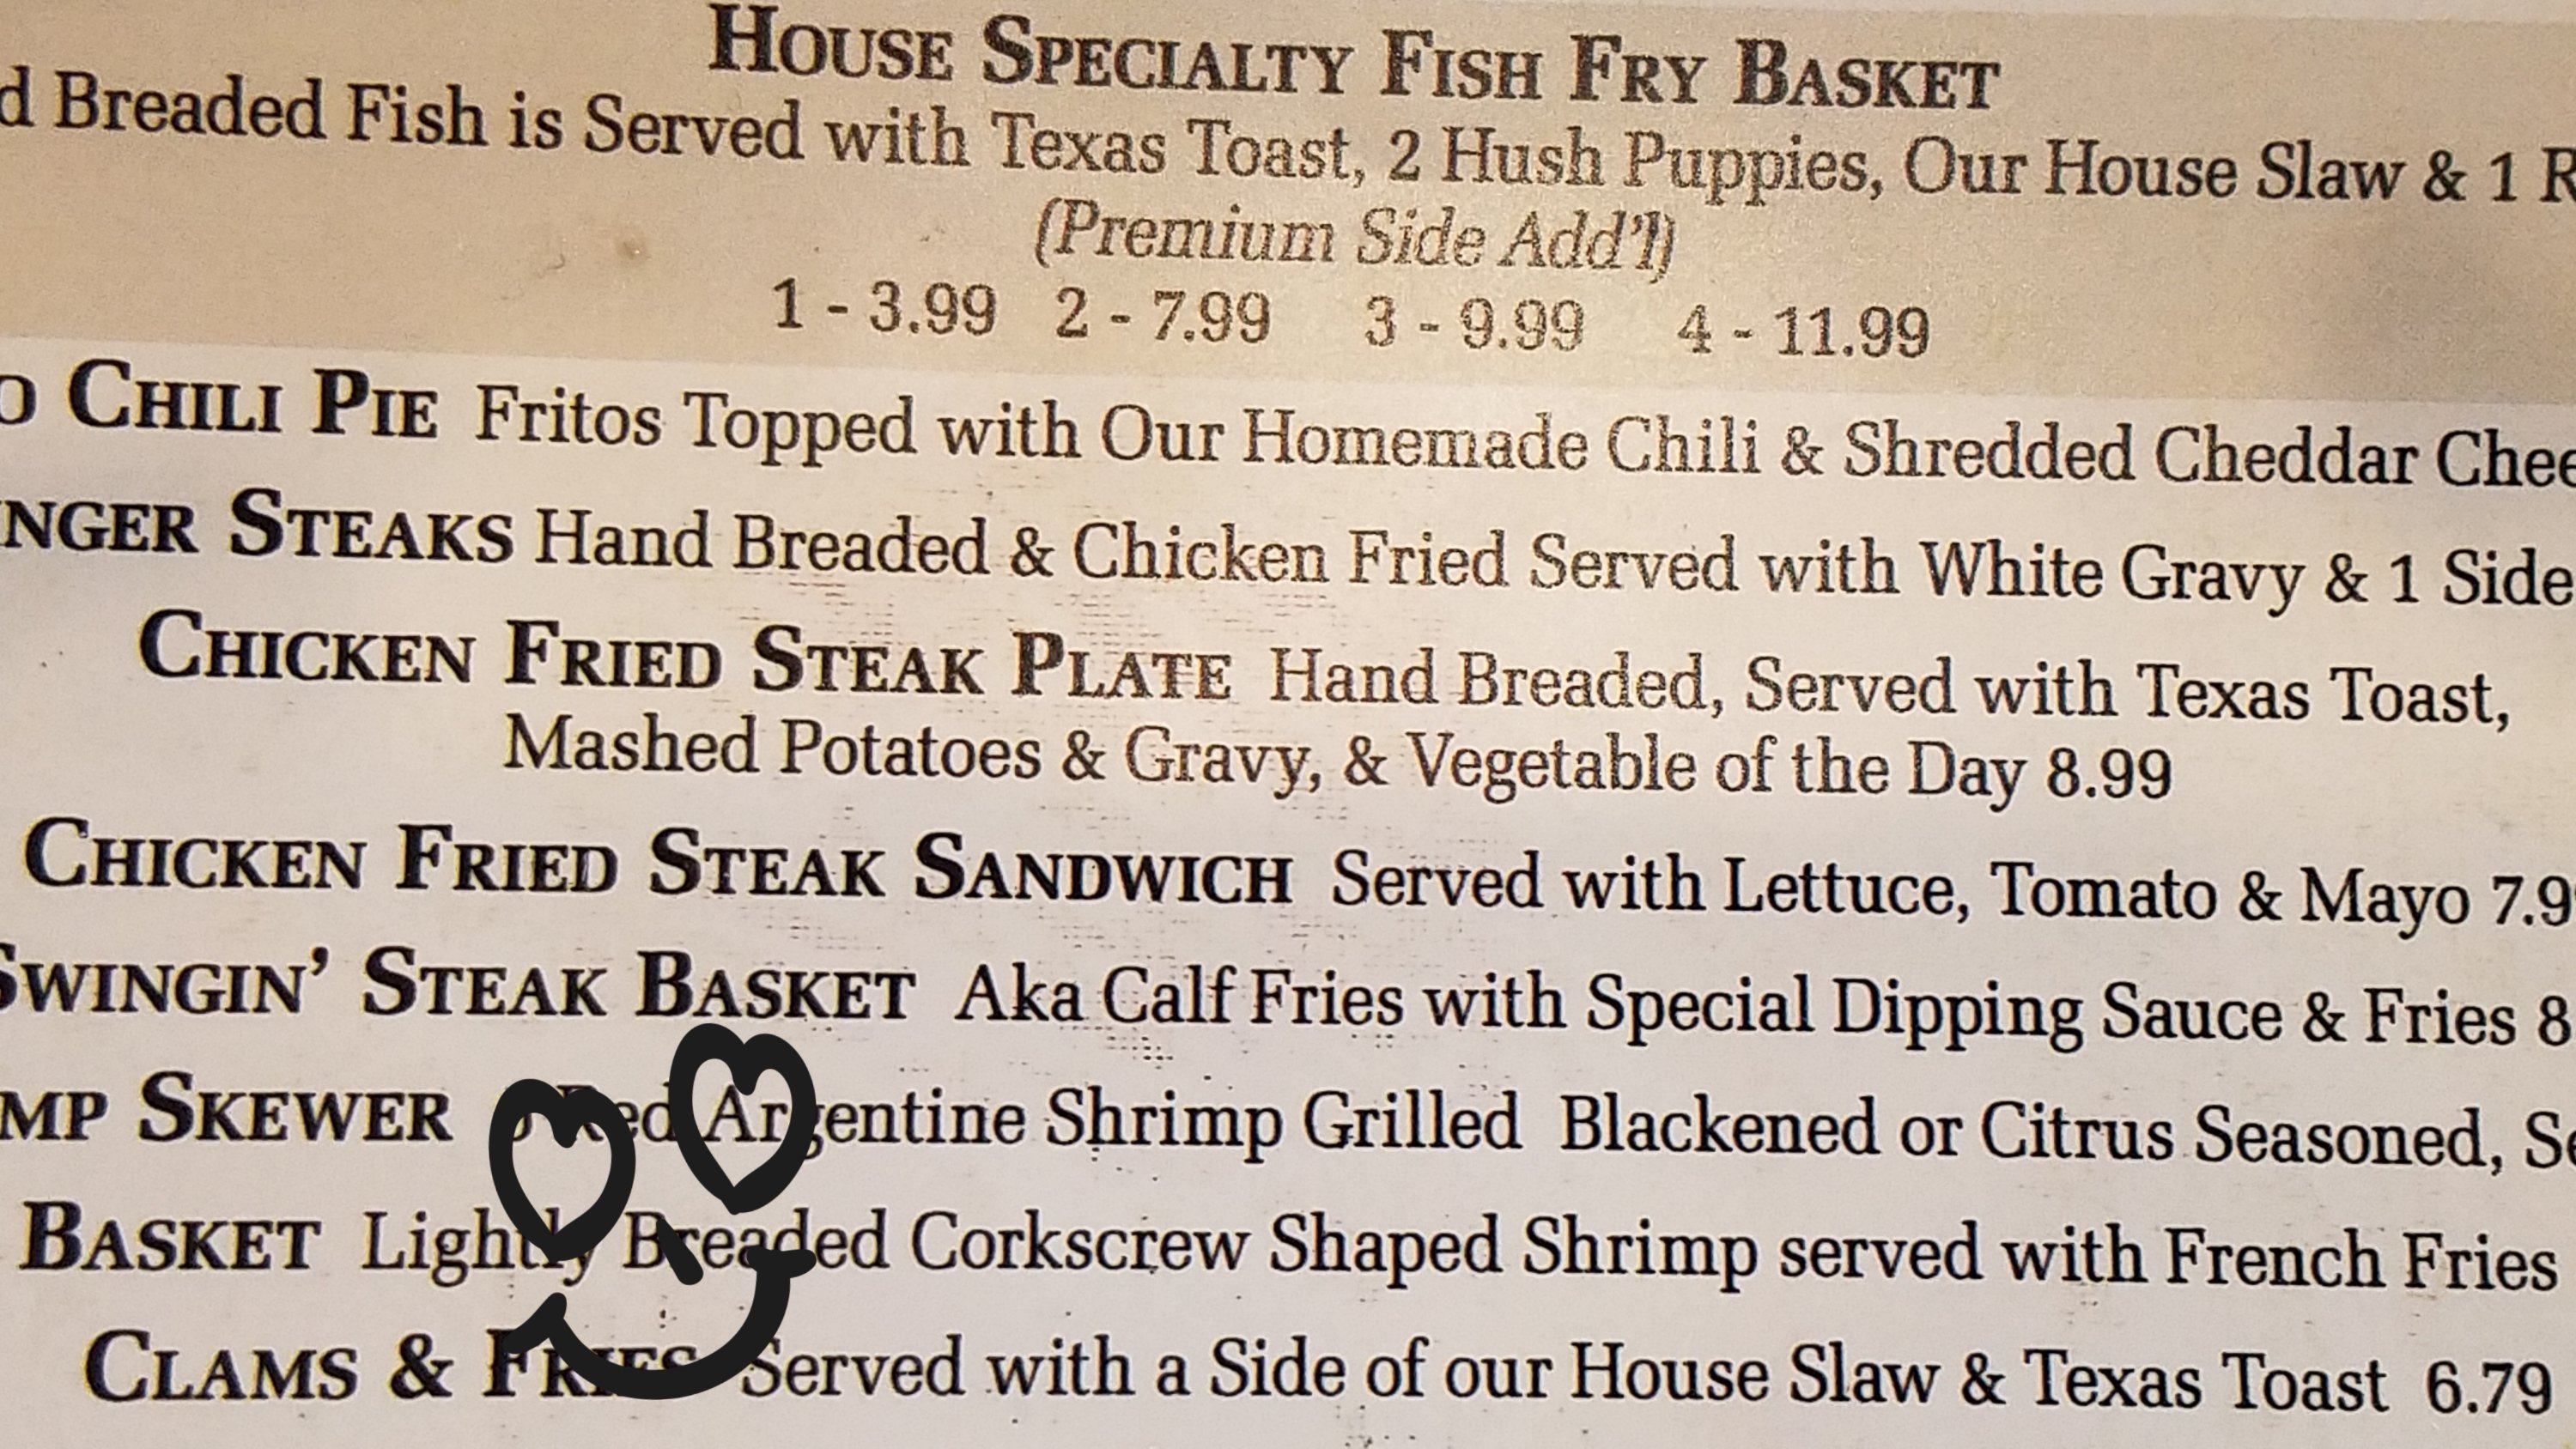 HOUSE SPECIALTY FISH FRY BASKET
d Breaded Fish is Served with Texas Toast, 2 Hush Puppies, Our House Slaw & 1 R
(Premium Side Add'l)
1 - 3.99 2 - 7.99 3 - 9.99 4 - 11.99
O CHILI PIE Fritos Topped with Our Homemade Chili & Shredded Cheddar Chee
NGER STEAKS Hand Breaded & Chicken Fried Served with White Gravy & 1 Side
CHICKEN FRIED STEAK PLATE Hand Breaded, Served with Texas Toast,
Mashed Potatoes & Gravy, & Vegetable of the Day 8.99
CHICKEN FRIED STEAK SANDWICH Served with Lettuce, Tomato & Mayo 7.9
SWINGIN' STEAK BASKET Aka Calf Fries with Special Dipping Sauce & Fries 8
MP SKEWER Red Argentine Shrimp Grilled Blackened or Citrus Seasoned, Se
BASKET Lightly Breaded Corkscrew Shaped Shrimp served with French Fries
CLAMS & FRIES Served with a Side of our House Slaw & Texas Toast 6.79